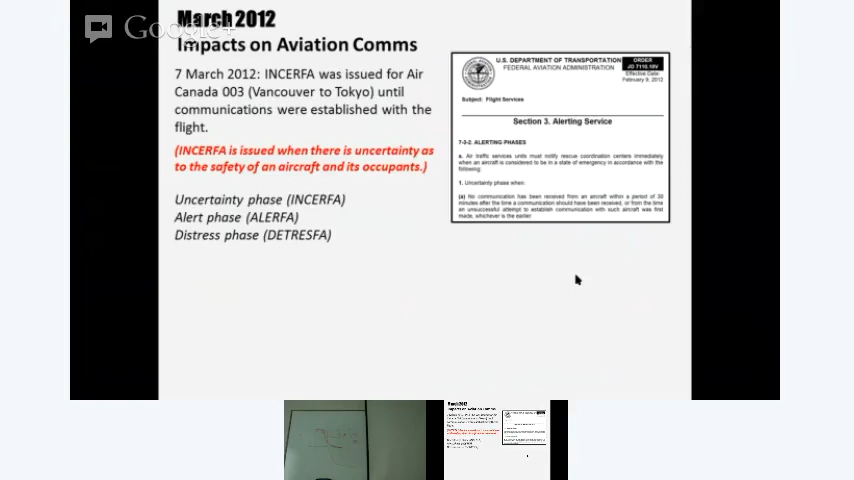 March 2012
Google+
Impacts on Aviation Comms
7 March 2012: INCERFA was issued for Air
Canada 003 (Vancouver to Tokyo) until
communications were established with the
flight.
(INCERFA is issued when there is uncertainty as
to the safety of an aircraft and its occupants.)
Uncertainty phase (INCERFA)
Alert phase (ALERFA)
Distress phase (DETRESFA)
U.S. DEPARTMENT OF TRANSPORTATION
FEDERAL AVIATION ADMINISTRATION
ORDER
JO 7110.10V
Effective Date:
February 9, 2012
Subject: Flight Services
Section 3. Alerting Service
7-3-2. ALERTING PHASES
a. Air traffic services units must notify rescue coordination centers immediately
when an aircraft is considered to be in a state of emergency in accordance with the
following:
1. Uncertainty phase when:
(a) No communication has been received from an aircraft within a period of 30
minutes after the time a communication should have been received, or from the time
an unsuccessful attempt to establish communication with such aircraft was first
made, whichever is the earlier
March 2012
Impacts on Aviation Comms